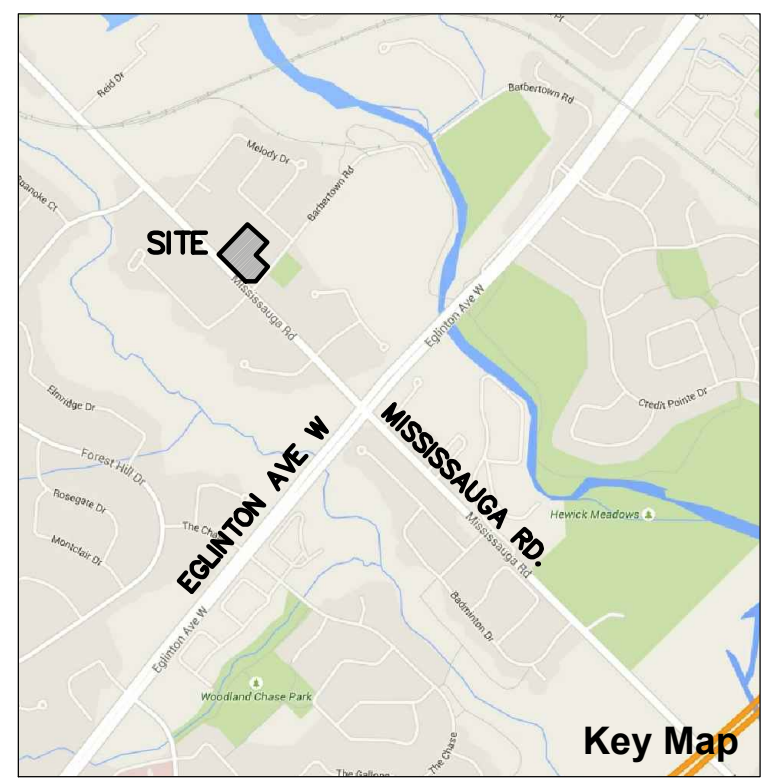 Reid Dr
Barbertown Rd
Melody Dr
Barbertown Rd
SITE
Mississauga Rd
Eglinton Ave W
Elmridge Dr
Credit Pointe Dr
EGLINTON AVE W
MISSISSAUGA RD.
Forest Hill Dr
Rosegate Dr
Hewick Meadows
The Cha
Mississauga Rd
Montclair Dr
Badminton Dr
Eglinton Ave W
Woodland Chase Park
The Chase
Key Map
The Gallops